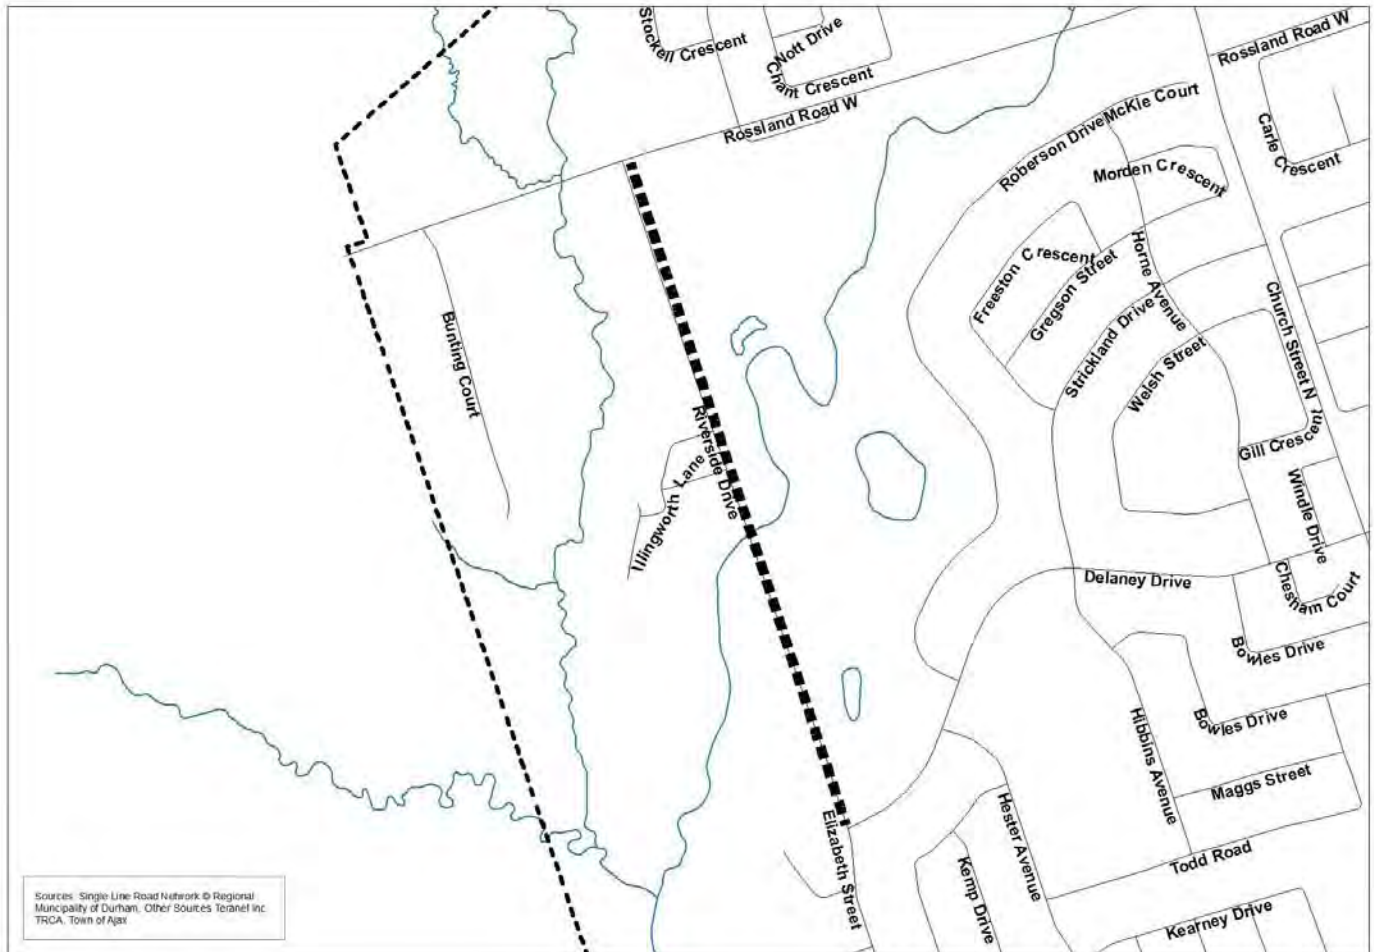 Stockell Crescent
Nott Drive
Chant Crescent
Rossland Road W
Rossland Road W
Carle Crescent
McKie Court
Roberson Drive
Morden Crescent
Freeston Crescent
Gregson Street
Horne Avenue
Strickland Drive
Welsh Street
Church Street N
Gill Crescent
Windle Drive
Bunting Court
Riverside Drive
Illingworth Lane
Delaney Drive
Chesham Court
Bowles Drive
Bowles Drive
Hibbins Avenue
Maggs Street
Hester Avenue
Elizabeth Street
Kemp Drive
Todd Road
Kearney Drive
Sources: Single Line Road Network © Regional
Muncipality of Durham. Other Sources Teranet Inc.
TRCA, Town of Ajax